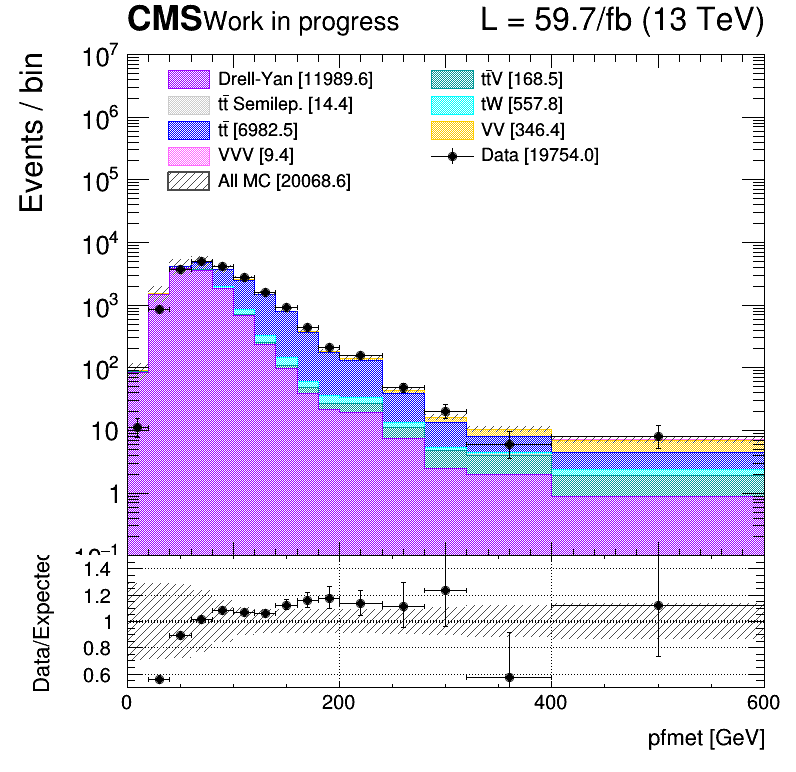 CMS Work in progress L = 59.7/fb (13 TeV)
Events / bin
10⁷
10⁶
10⁵
10⁴
10³
10²
10
1
10⁻¹
Drell-Yan [11989.6]
tt̄ Semilep. [14.4]
tt̄ [6982.5]
VVV [9.4]
All MC [20068.6]
tt̄V [168.5]
tW [557.8]
VV [346.4]
Data [19754.0]
Data/Expected
1.4
1.2
1
0.8
0.6
0 200 400 600
pfmet [GeV]